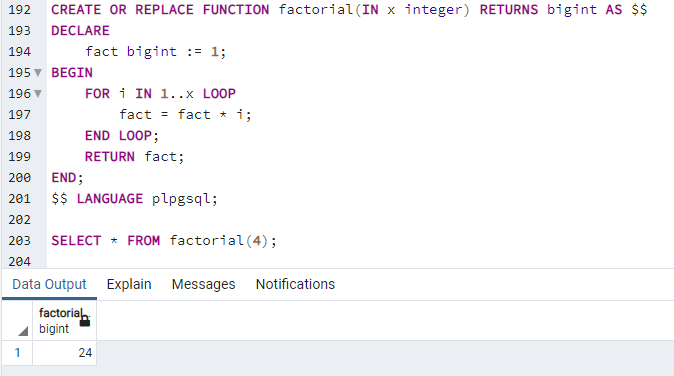 192 CREATE OR REPLACE FUNCTION factorial(IN x integer) RETURNS bigint AS $$
193 DECLARE
194     fact bigint := 1;
195 BEGIN
196     FOR i IN 1..x LOOP
197         fact = fact * i;
198     END LOOP;
199     RETURN fact;
200 END;
201 $$ LANGUAGE plpgsql;
202
203 SELECT * FROM factorial(4);
204
Data Output Explain Messages Notifications
factorial
bigint
1 24